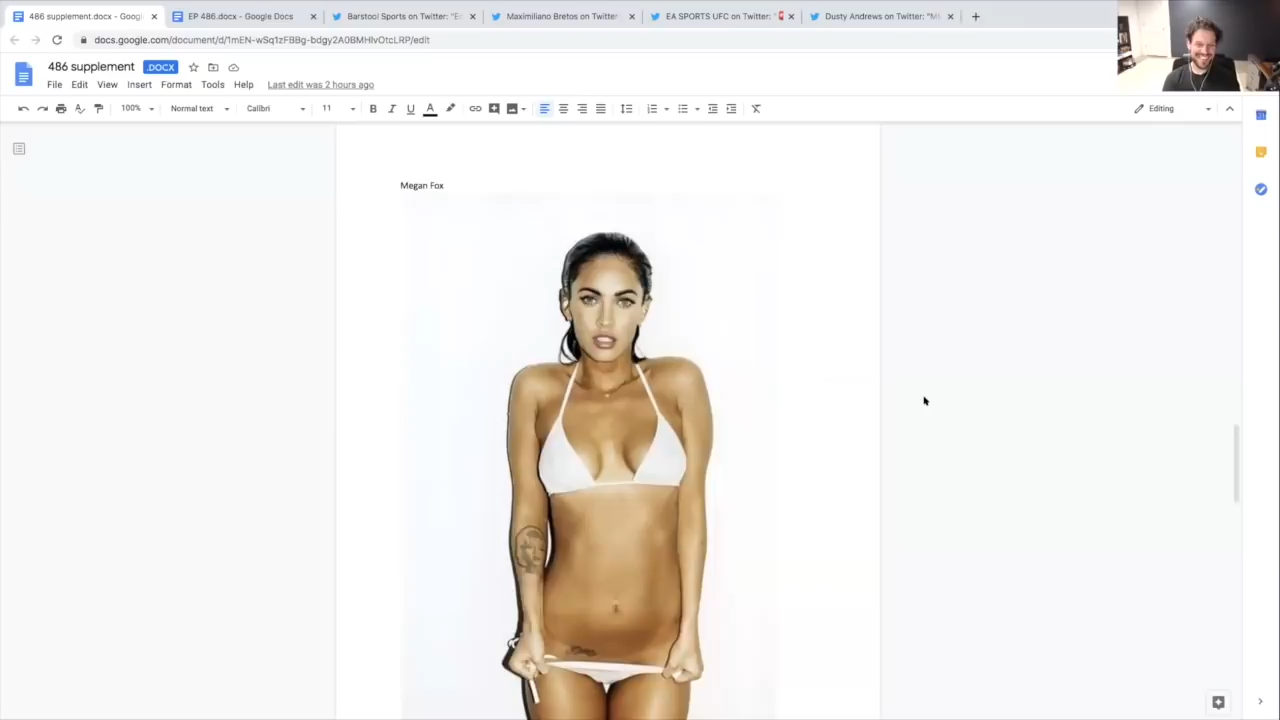 486 supplement.docx - Googl
EP 486.docx - Google Docs
Barstool Sports on Twitter: "E
Maximiliano Bretos on Twitter
EA SPORTS UFC on Twitter: "
Dusty Andrews on Twitter: "M
docs.google.com/document/d/1mEN-wSq1zFBBg-bdgy2A0BMHlvOtcLRP/edit
486 supplement .DOCX
File Edit View Insert Format Tools Help Last edit was 2 hours ago
100% Normal text Calibri 11 B I U A Editing
31
Megan Fox